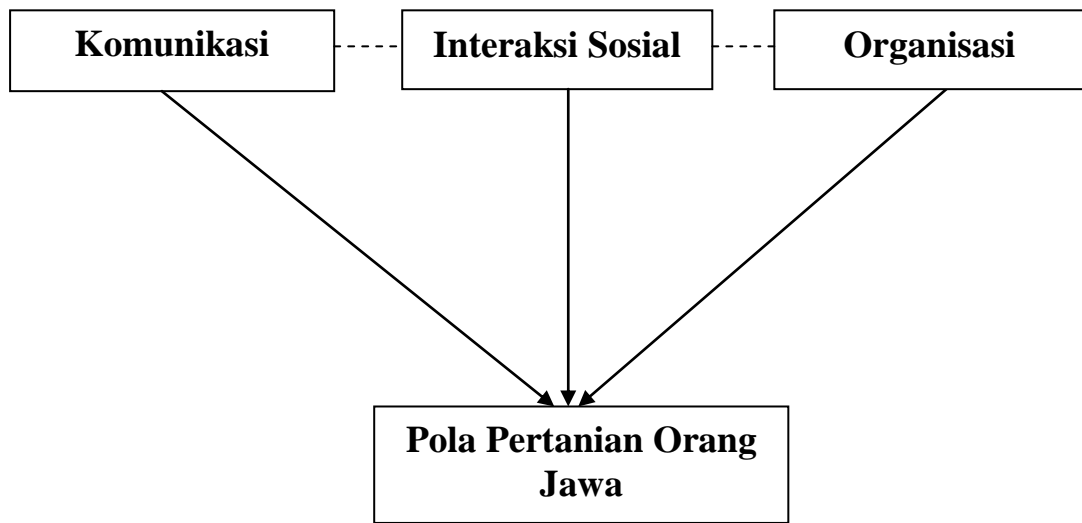 Komunikasi
Interaksi Sosial
Organisasi
Pola Pertanian Orang
Jawa